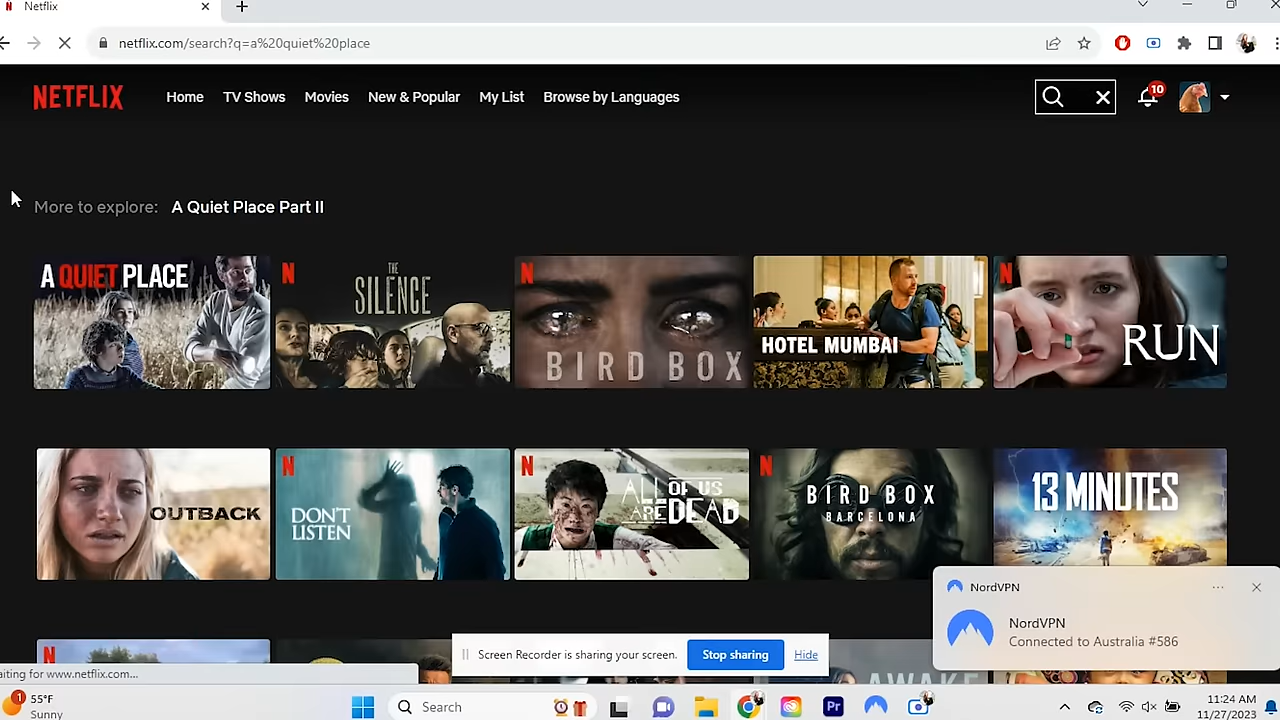 Netflix
netflix.com/search?q=a%20quiet%20place
NETFLIX
Home
TV Shows
Movies
New & Popular
My List
Browse by Languages
10
More to explore: A Quiet Place Part II
A QUIET PLACE
THE
SILENCE
BIRD BOX
HOTEL MUMBAI
RUN
OUTBACK
DON'T
LISTEN
ALL OF US
ARE DEAD
BIRD BOX
BARCELONA
13 MINUTES
NordVPN
NordVPN
Connected to Australia #586
Screen Recorder is sharing your screen.
Stop sharing
Hide
AWAKE
aiting for www.netflix.com...
1
55°F
Sunny
Search
Pr
11:24 AM
11/27/2023